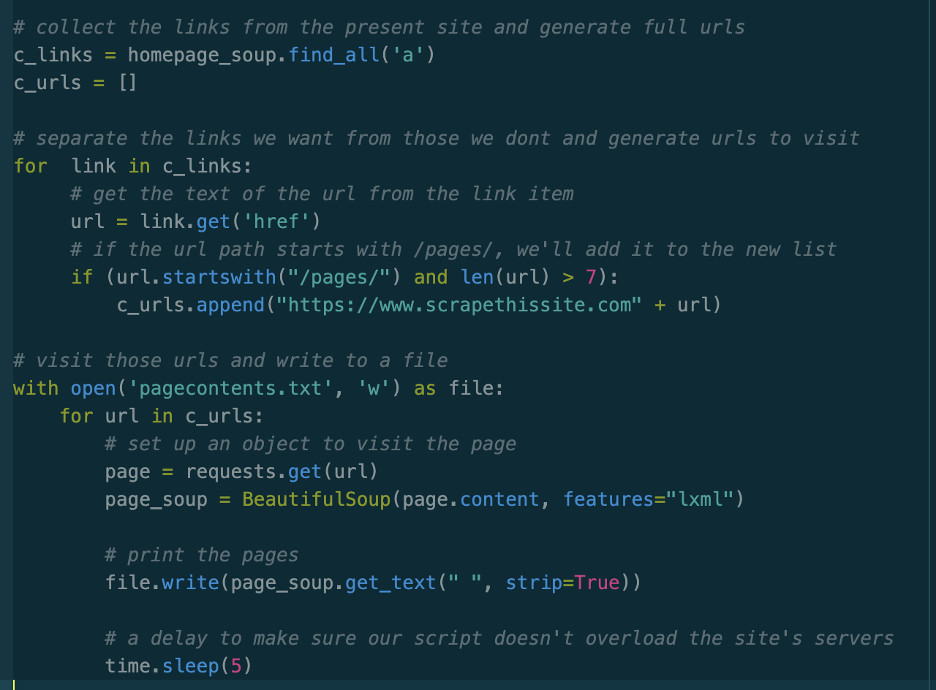 # collect the links from the present site and generate full urls
c_links = homepage_soup.find_all('a')
c_urls = []
# separate the links we want from those we dont and generate urls to visit
for  link in c_links:
# get the text of the url from the link item
url = link.get('href')
# if the url path starts with /pages/, we'll add it to the new list
if (url.startswith("/pages/") and len(url) > 7):
c_urls.append("https://www.scrapethissite.com" + url)
# visit those urls and write to a file
with open('pagecontents.txt', 'w') as file:
for url in c_urls:
# set up an object to visit the page
page = requests.get(url)
page_soup = BeautifulSoup(page.content, features="lxml")
# print the pages
file.write(page_soup.get_text(" ", strip=True))
# a delay to make sure our script doesn't overload the site's servers
time.sleep(5)